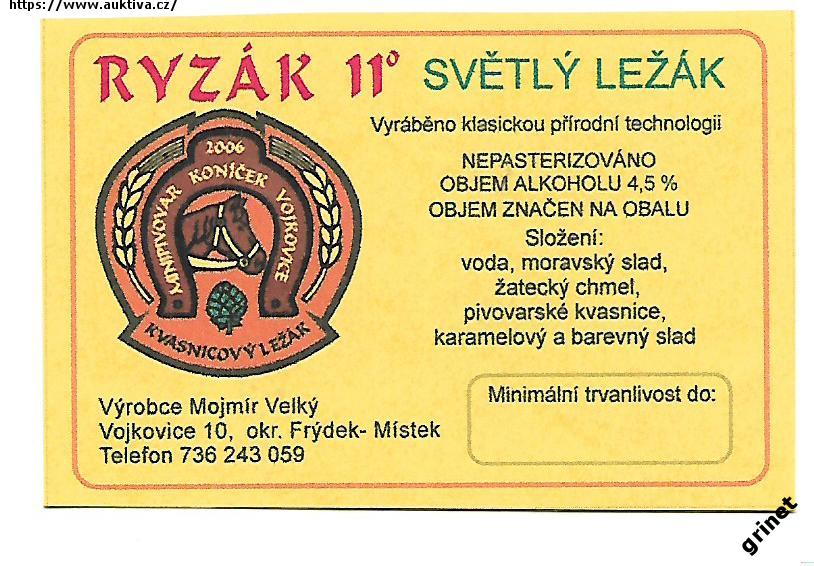 https://www.auktiva.cz/
RYZÁK 11° SVĚTLÝ LEŽÁK
Vyráběno klasickou přírodní technologii
NEPASTERIZOVÁNO
OBJEM ALKOHOLU 4,5 %
OBJEM ZNAČEN NA OBALU
Složení:
voda, moravský slad,
žatecký chmel,
pivovarské kvasnice,
karamelový a barevný slad
2006
MINIPIVOVAR KONÍČEK VOJKOVICE
KVASNICOVÝ LEŽÁK
Výrobce Mojmír Velký
Vojkovice 10, okr. Frýdek- Místek
Telefon 736 243 059
Minimální trvanlivost do:
grinet